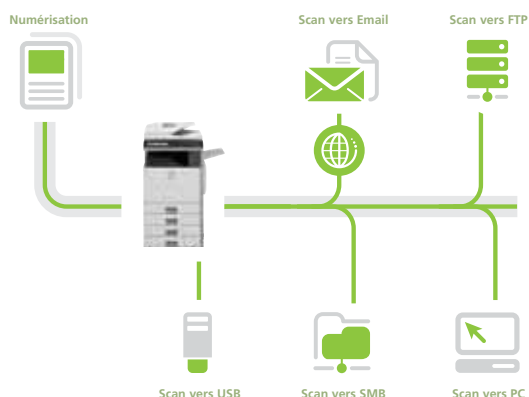 Numérisation
Scan vers Email
Scan vers FTP
Scan vers USB
Scan vers SMB
Scan vers PC